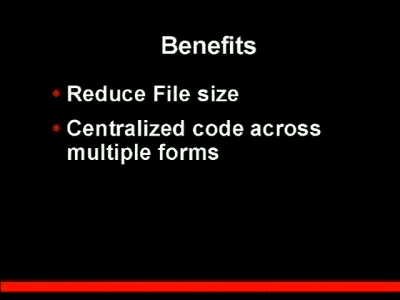 Benefits
• Reduce File size
• Centralized code across
multiple forms